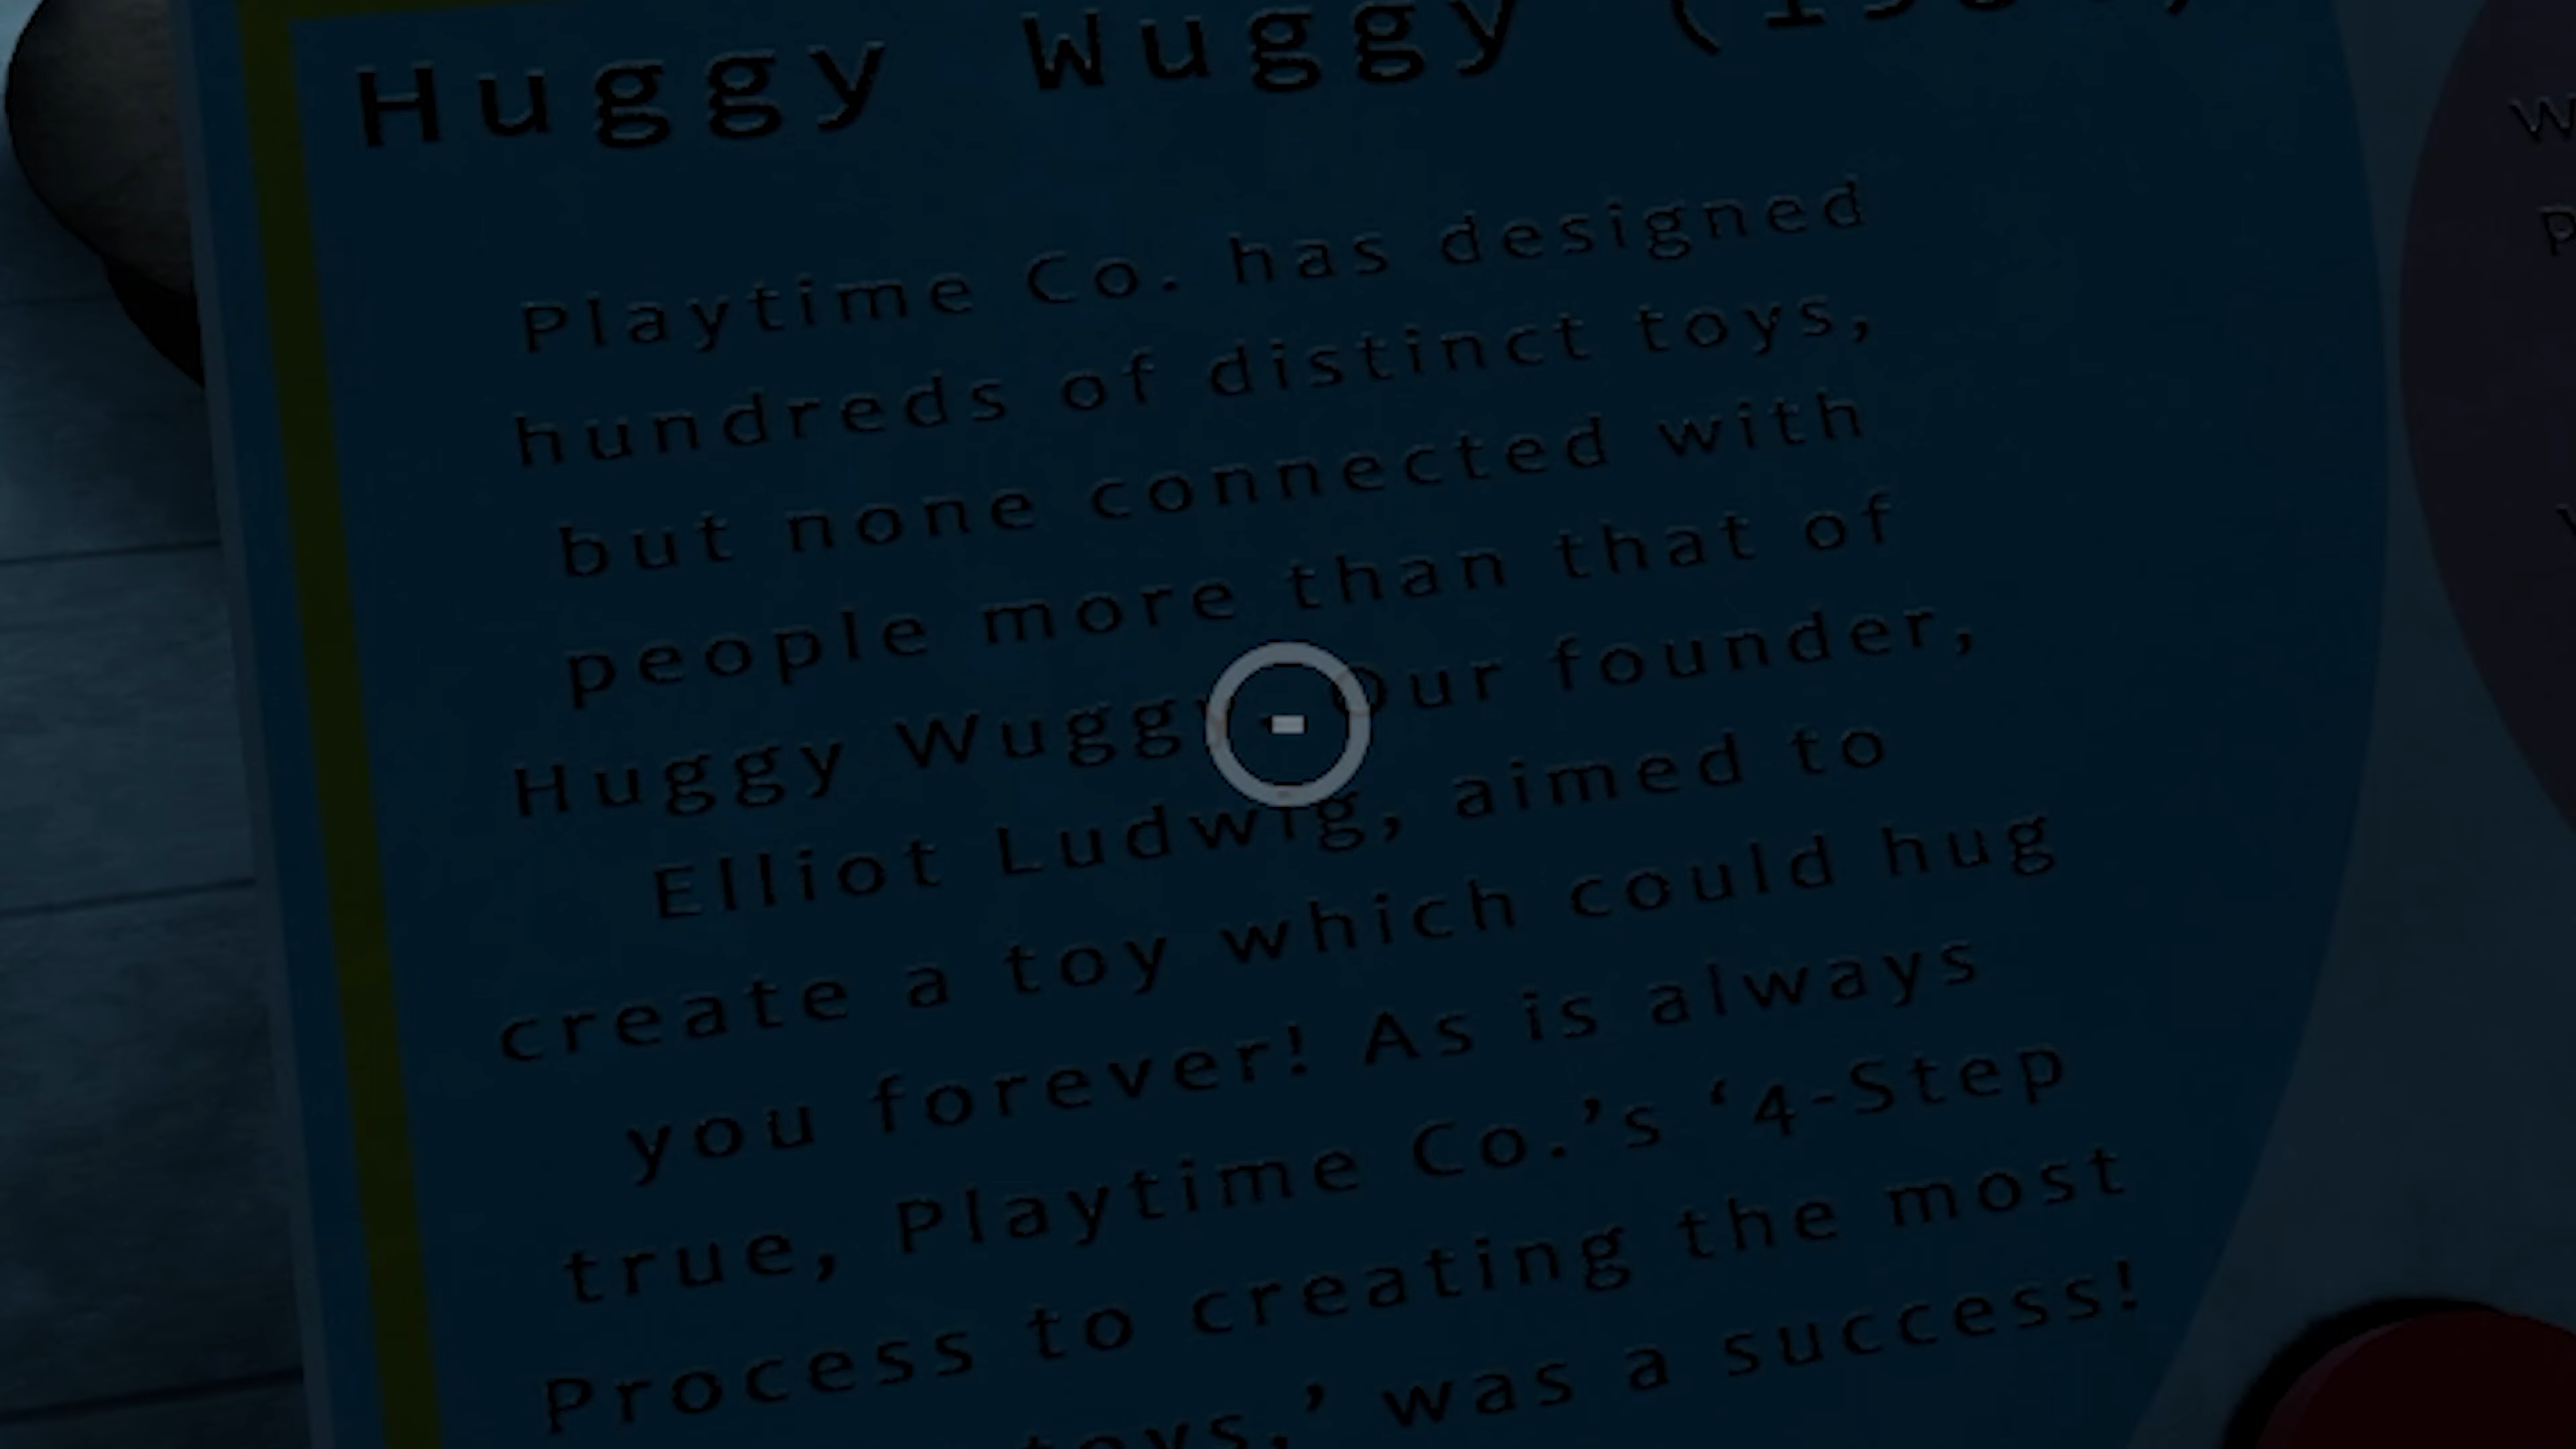 Huggy Wuggy
Playtime Co. has designed
hundreds of distinct toys,
but none connected with
people more than that of
Huggy Wuggy. Our founder,
Elliot Ludwig, aimed to
create a toy which could hug
you forever! As is always
true, Playtime Co.’s ‘4-Step
Process to creating the most
toys,’ was a success!